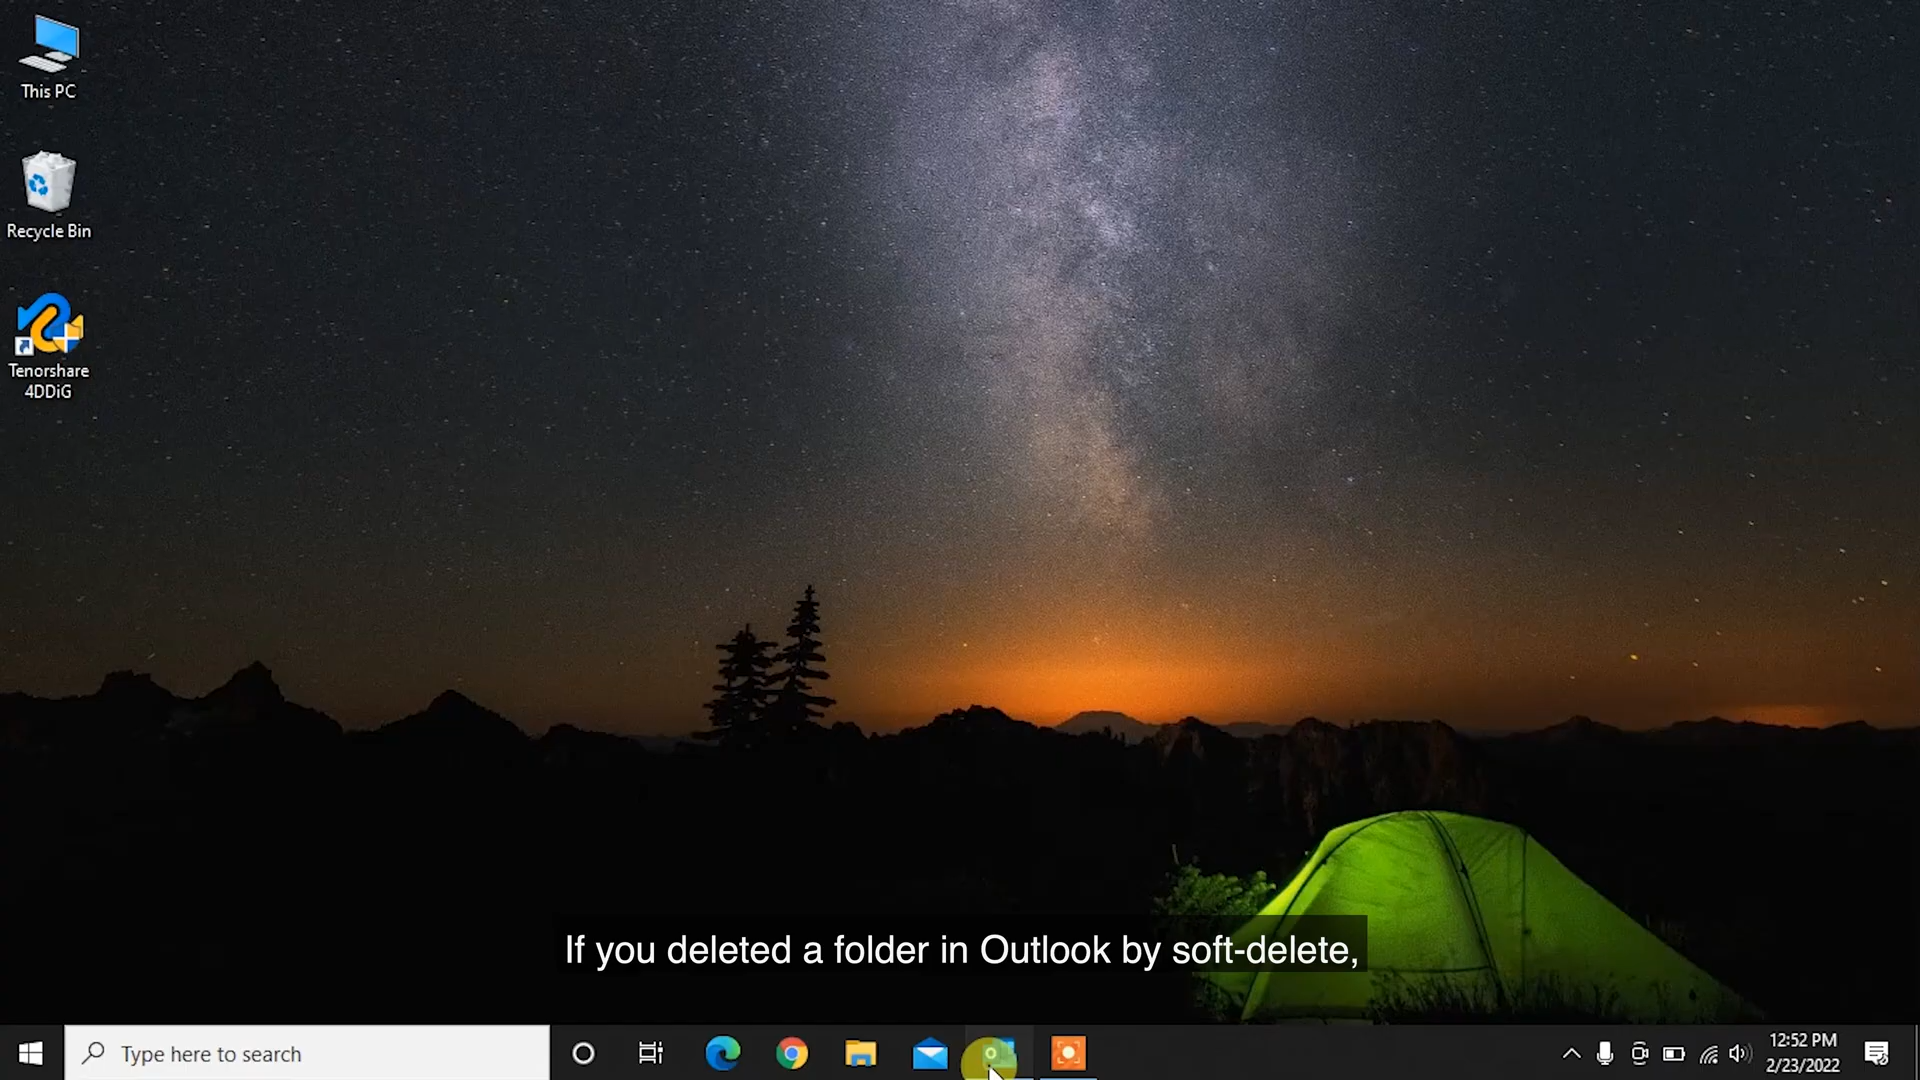 This PC
Recycle Bin
Tenorshare
4DDiG
If you deleted a folder in Outlook by soft-delete,
Type here to search
12:52 PM
2/23/2022